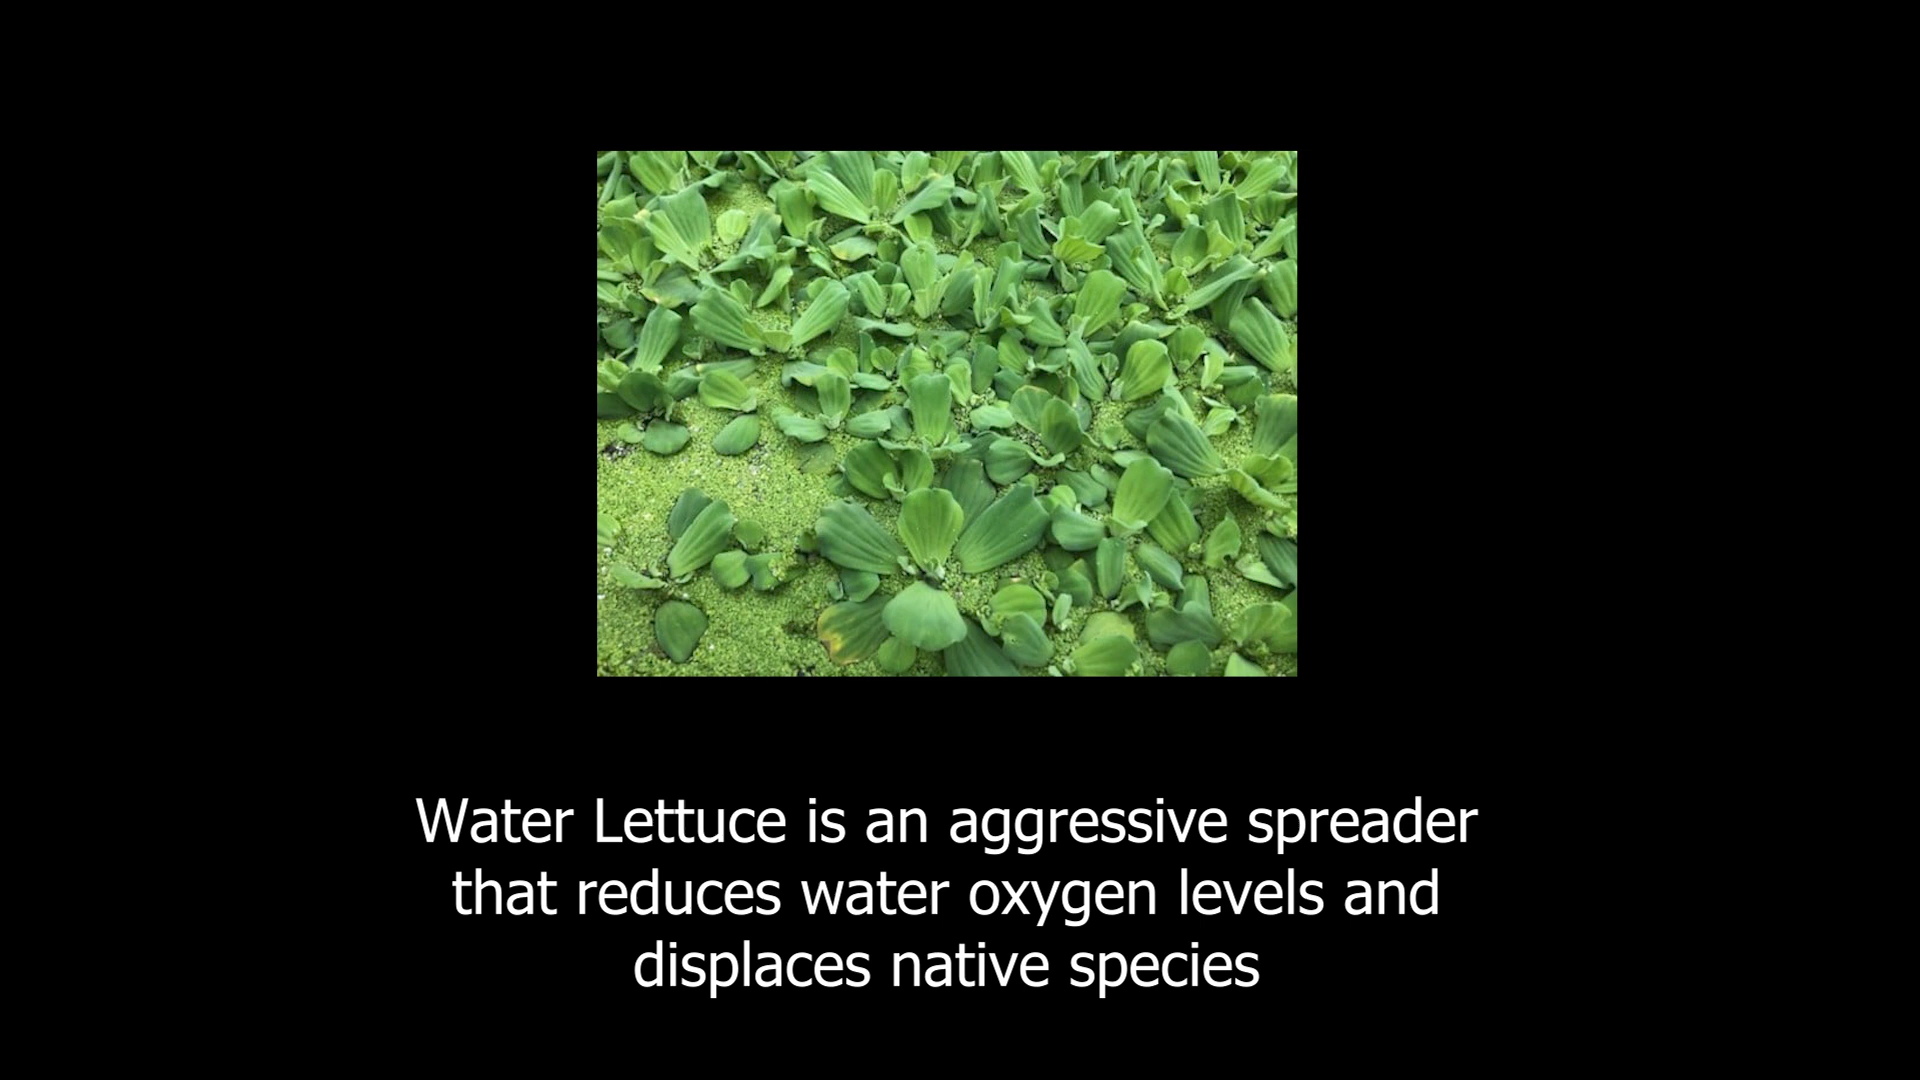 Water Lettuce is an aggressive spreader
that reduces water oxygen levels and
displaces native species